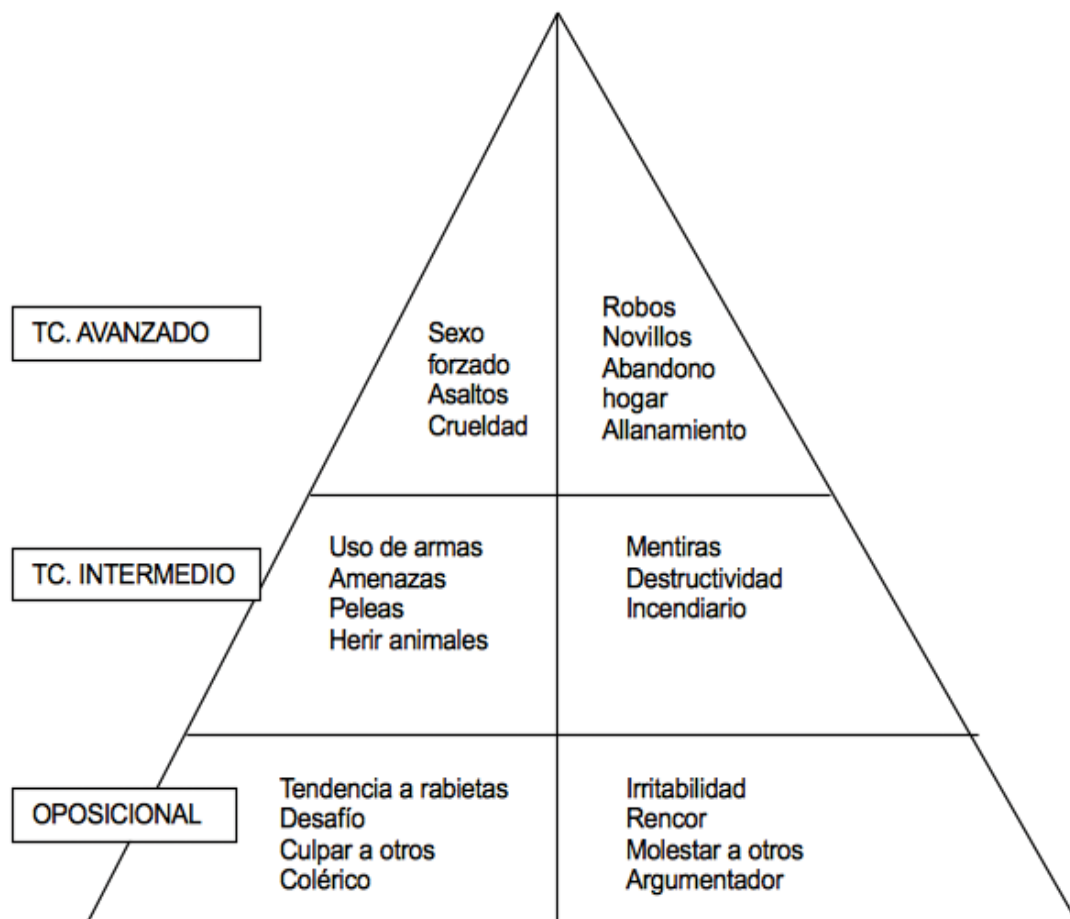 TC. AVANZADO
Sexo
forzado
Asaltos
Crueldad
Robos
Novillos
Abandono
hogar
Allanamiento
TC. INTERMEDIO
Uso de armas
Amenazas
Peleas
Herir animales
Mentiras
Destructividad
Incendiario
OPOSICIONAL
Tendencia a rabietas
Desafío
Culpar a otros
Colérico
Irritabilidad
Rencor
Molestar a otros
Argumentador